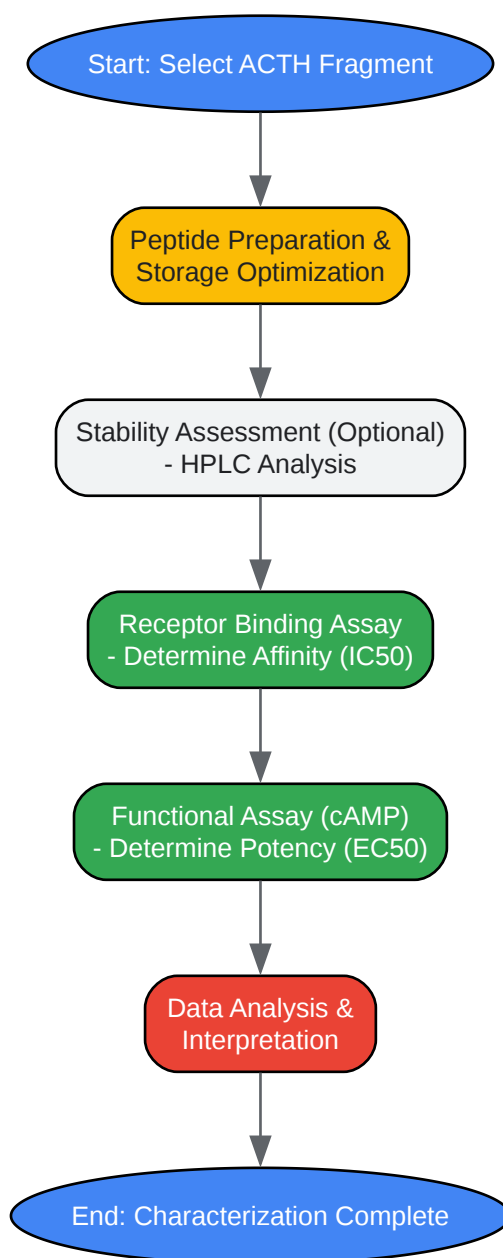 Start: Select ACTH Fragment
Peptide Preparation &
Storage Optimization
Stability Assessment (Optional)
- HPLC Analysis
Receptor Binding Assay
- Determine Affinity (IC50)
Functional Assay (cAMP)
- Determine Potency (EC50)
Data Analysis &
Interpretation
End: Characterization Complete